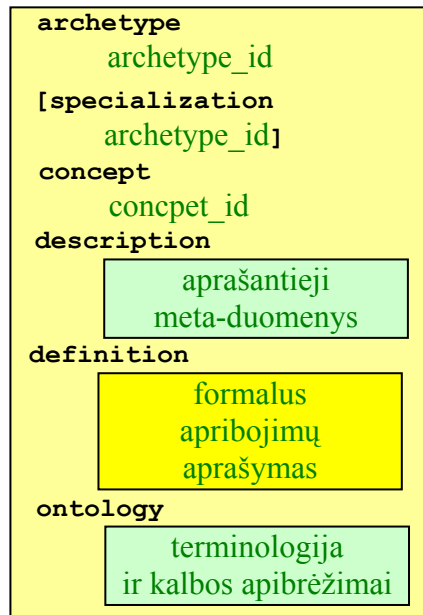 archetype
archetype_id
[specialization
archetype_id]
concept
concpet_id
description
aprašantieji
meta-duomenys
definition
formalus
apribojimų
aprašymas
ontology
terminologija
ir kalbos apibrėžimai